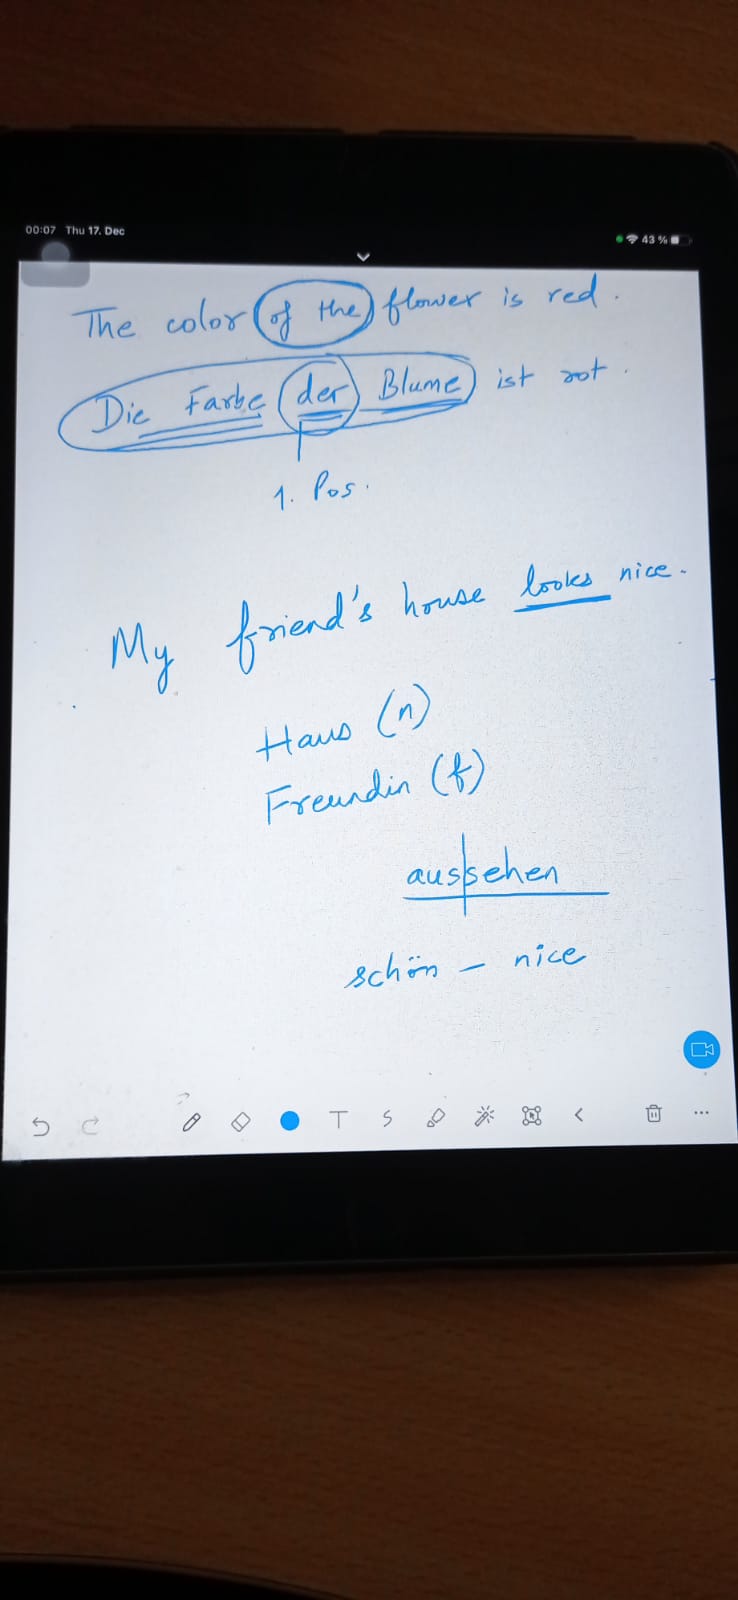 00:07 Thu 17. Dec
43 %
The color of the flower is red.
Die Farbe der Blume ist rot.
1. Pos.
My friend's house looks nice.
Haus (n)
Freundin (f)
aus|sehen
schön – nice
T S